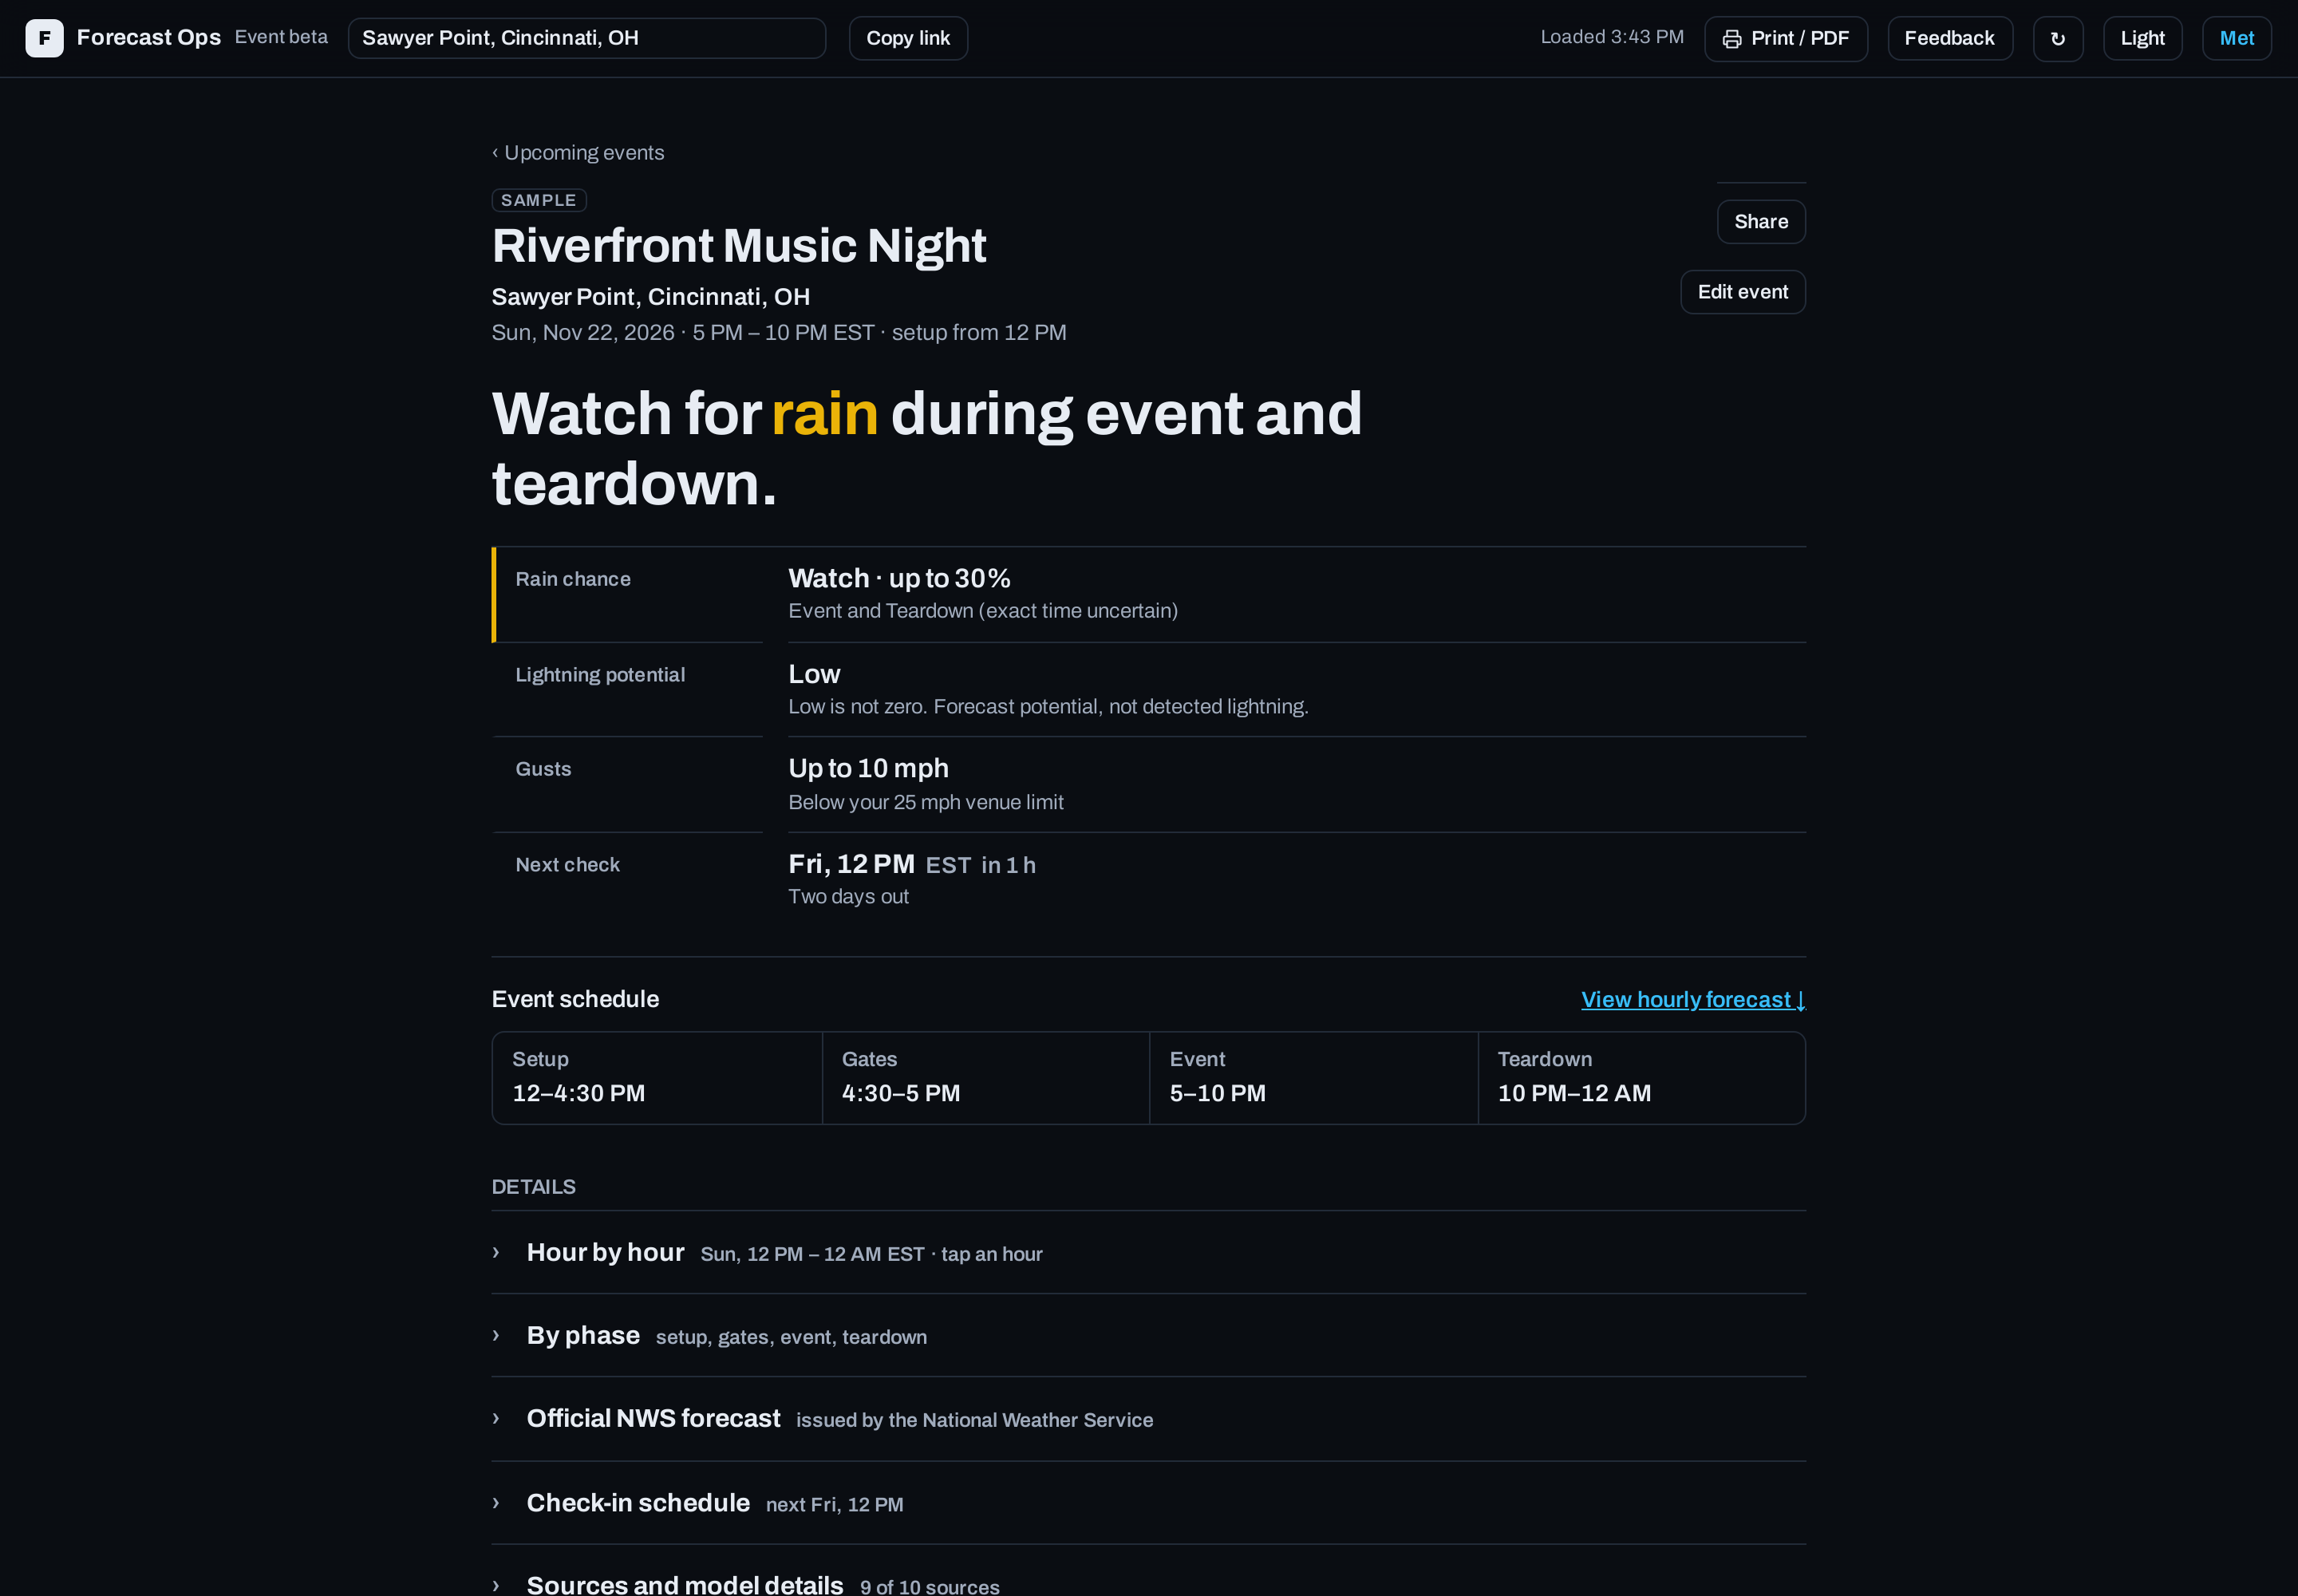 F Forecast Ops Event beta Sawyer Point, Cincinnati, OH Copy link Loaded 3:43 PM Print / PDF Feedback ↻ Light Met
‹ Upcoming events
SAMPLE
Riverfront Music Night
Sawyer Point, Cincinnati, OH
Sun, Nov 22, 2026 · 5 PM – 10 PM EST · setup from 12 PM
Share
Edit event
Watch for rain during event and
teardown.
Rain chance
Watch · up to 30%
Event and Teardown (exact time uncertain)
Lightning potential
Low
Low is not zero. Forecast potential, not detected lightning.
Gusts
Up to 10 mph
Below your 25 mph venue limit
Next check
Fri, 12 PM EST in 1 h
Two days out
Event schedule
View hourly forecast ↓
Setup
12–4:30 PM
Gates
4:30–5 PM
Event
5–10 PM
Teardown
10 PM–12 AM
DETAILS
› Hour by hour Sun, 12 PM – 12 AM EST · tap an hour
› By phase setup, gates, event, teardown
› Official NWS forecast issued by the National Weather Service
› Check-in schedule next Fri, 12 PM
› Sources and model details 9 of 10 sources